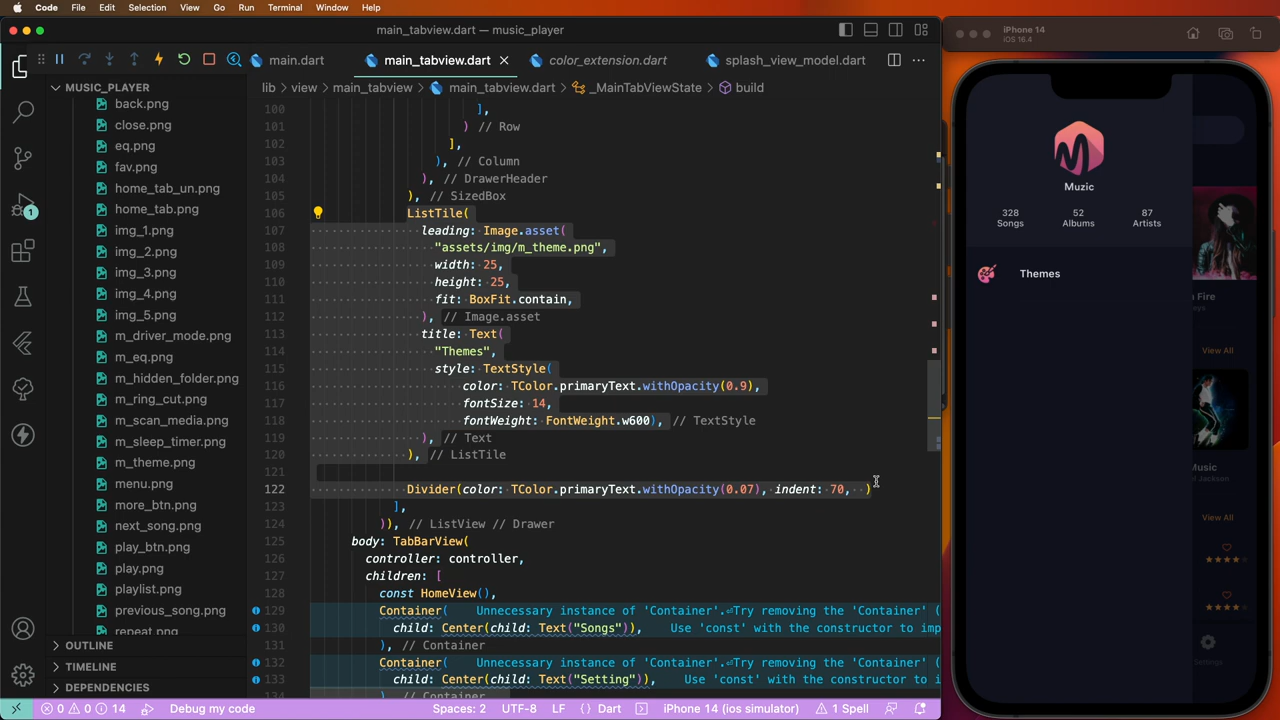 Code File Edit Selection View Go Run Terminal Window Help
main_tabview.dart — music_player
iPhone 14
iOS 16.4
main.dart
main_tabview.dart
color_extension.dart
splash_view_model.dart
MUSIC_PLAYER
lib > view > main_tabview > main_tabview.dart > _MainTabViewState > build
back.png
close.png
eq.png
fav.png
home_tab_un.png
home_tab.png
img_1.png
img_2.png
img_3.png
img_4.png
img_5.png
m_driver_mode.png
m_eq.png
m_hidden_folder.png
m_ring_cut.png
m_scan_media.png
m_sleep_timer.png
m_theme.png
menu.png
more_btn.png
next_song.png
play_btn.png
play.png
playlist.png
previous_song.png
repeat.png
OUTLINE
TIMELINE
DEPENDENCIES
1
100 ],
101 ) // Row
102 ],
103 ), // Column
104 ), // DrawerHeader
105 ), // SizedBox
106 ListTile(
107 leading: Image.asset(
108 "assets/img/m_theme.png",
109 width: 25,
110 height: 25,
111 fit: BoxFit.contain,
112 ), // Image.asset
113 title: Text(
114 "Themes",
115 style: TextStyle(
116 color: TColor.primaryText.withOpacity(0.9),
117 fontSize: 14,
118 fontWeight: FontWeight.w600), // TextStyle
119 ), // Text
120 ), // ListTile
121
122 Divider(color: TColor.primaryText.withOpacity(0.07), indent: 70, )
123 ],
124 )), // ListView // Drawer
125 body: TabBarView(
126 controller: controller,
127 children: [
128 const HomeView(),
129 Container( Unnecessary instance of 'Container'.⏎Try removing the 'Container' (
130 child: Center(child: Text("Songs")), Use 'const' with the constructor to imp
131 ), // Container
132 Container( Unnecessary instance of 'Container'.⏎Try removing the 'Container' (
133 child: Center(child: Text("Setting")), Use 'const' with the constructor to i
134 ) // Container
Muzic
328 52 87
Songs Albums Artists
Themes
Fire
View All
Music
Jackson
View All
Settings
0 0 14 Debug my code Spaces: 2 UTF-8 LF {} Dart iPhone 14 (ios simulator) 1 Spell